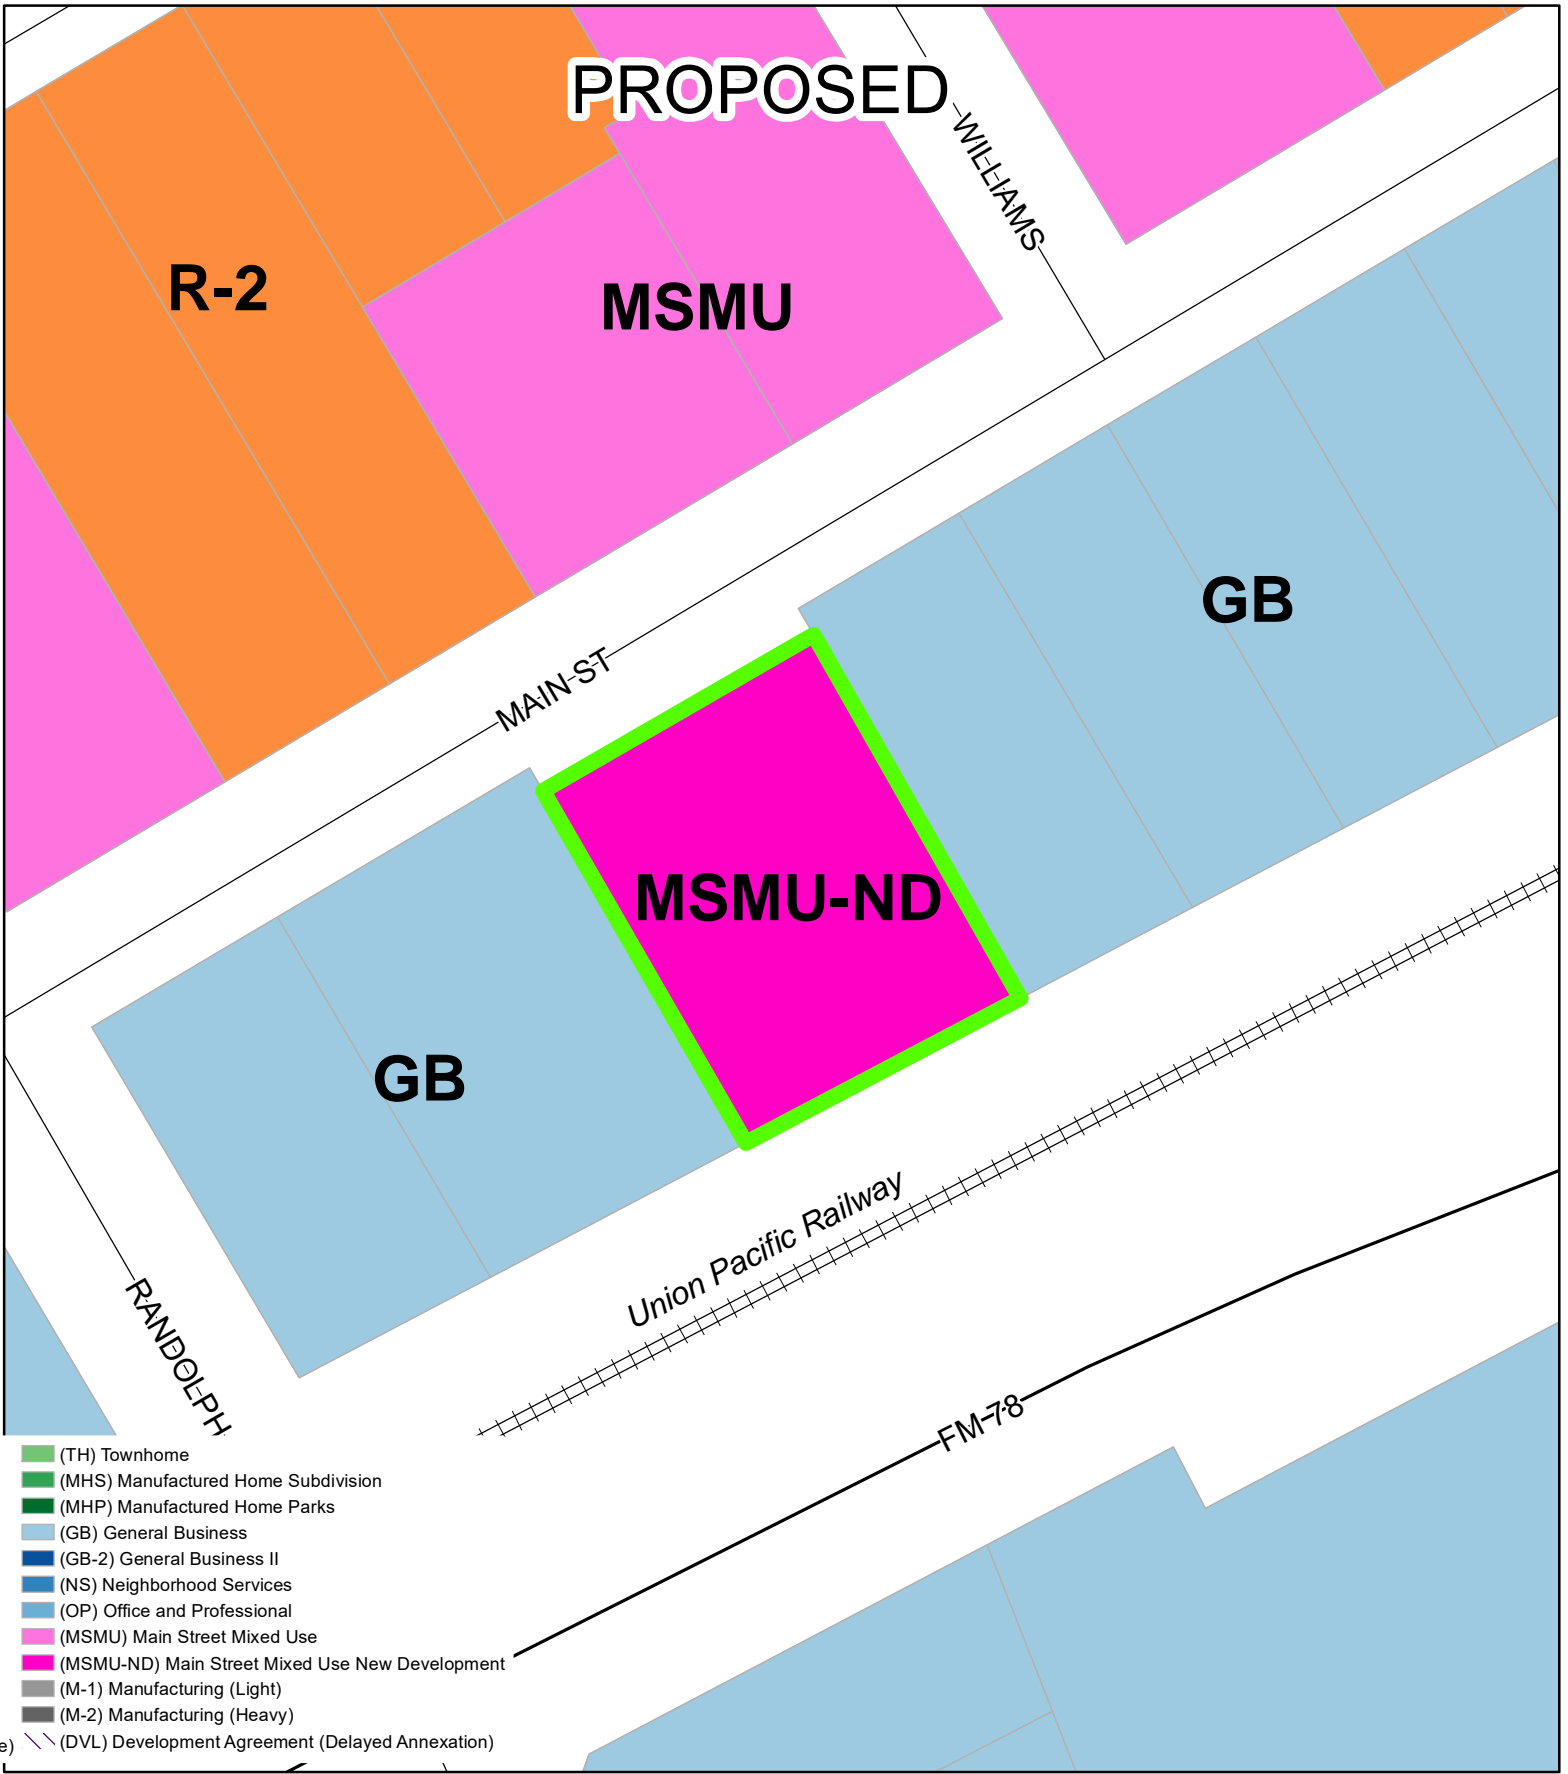 PROPOSED
WILLIAMS
R-2
MSMU
GB
MAIN ST
MSMU-ND
GB
Union Pacific Railway
RANDOLPH
FM-78
(TH) Townhome
(MHS) Manufactured Home Subdivision
(MHP) Manufactured Home Parks
(GB) General Business
(GB-2) General Business II
(NS) Neighborhood Services
(OP) Office and Professional
(MSMU) Main Street Mixed Use
(MSMU-ND) Main Street Mixed Use New Development
(M-1) Manufacturing (Light)
(M-2) Manufacturing (Heavy)
e) (DVL) Development Agreement (Delayed Annexation)